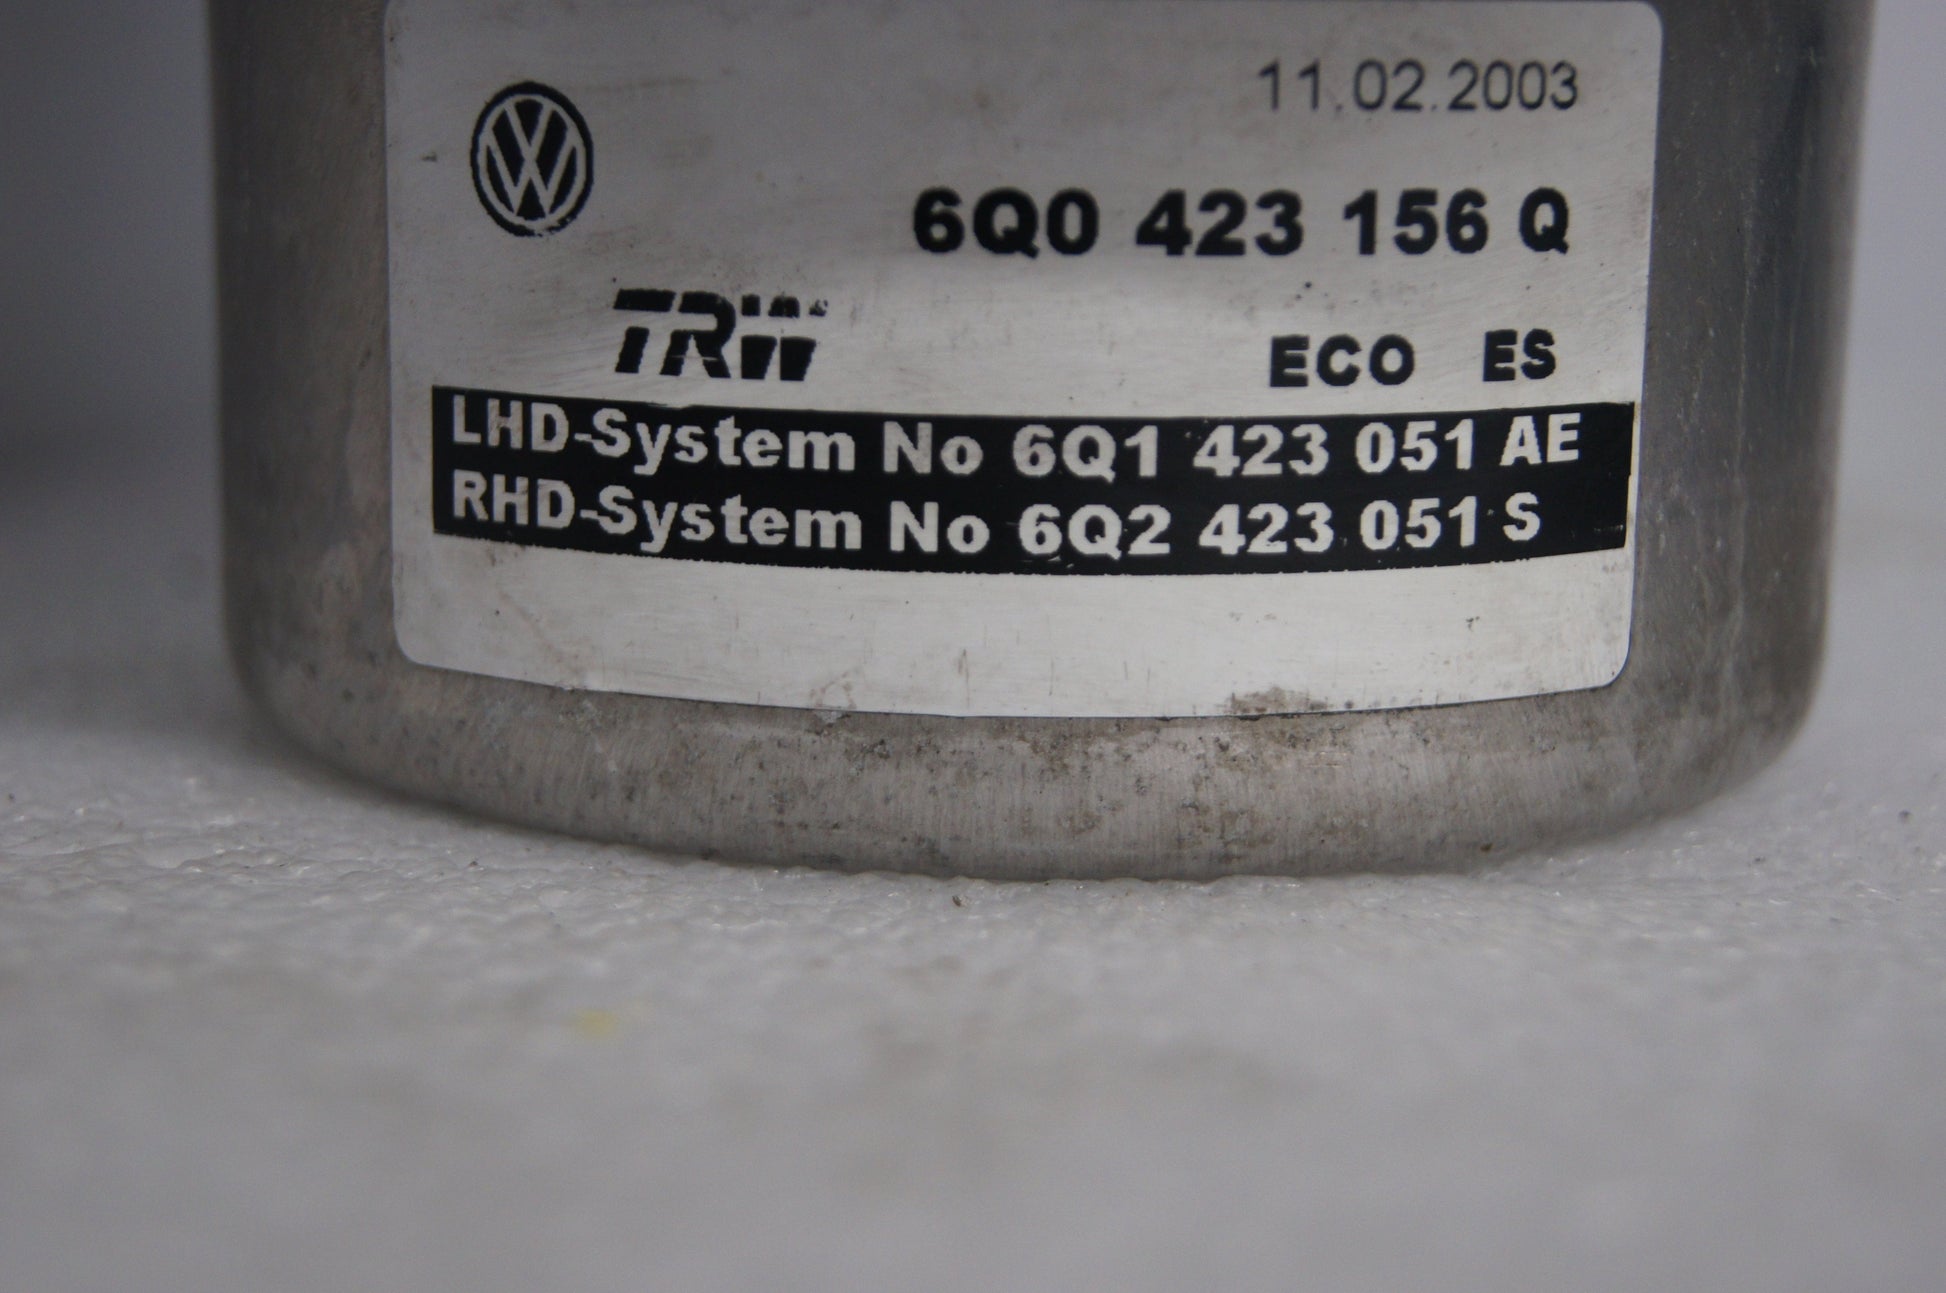 11.02.2003
6Q0 423 156 Q
TRW
ECO ES
LHD-System No 6Q1 423 051 AE
RHD-System No 6Q2 423 051 S